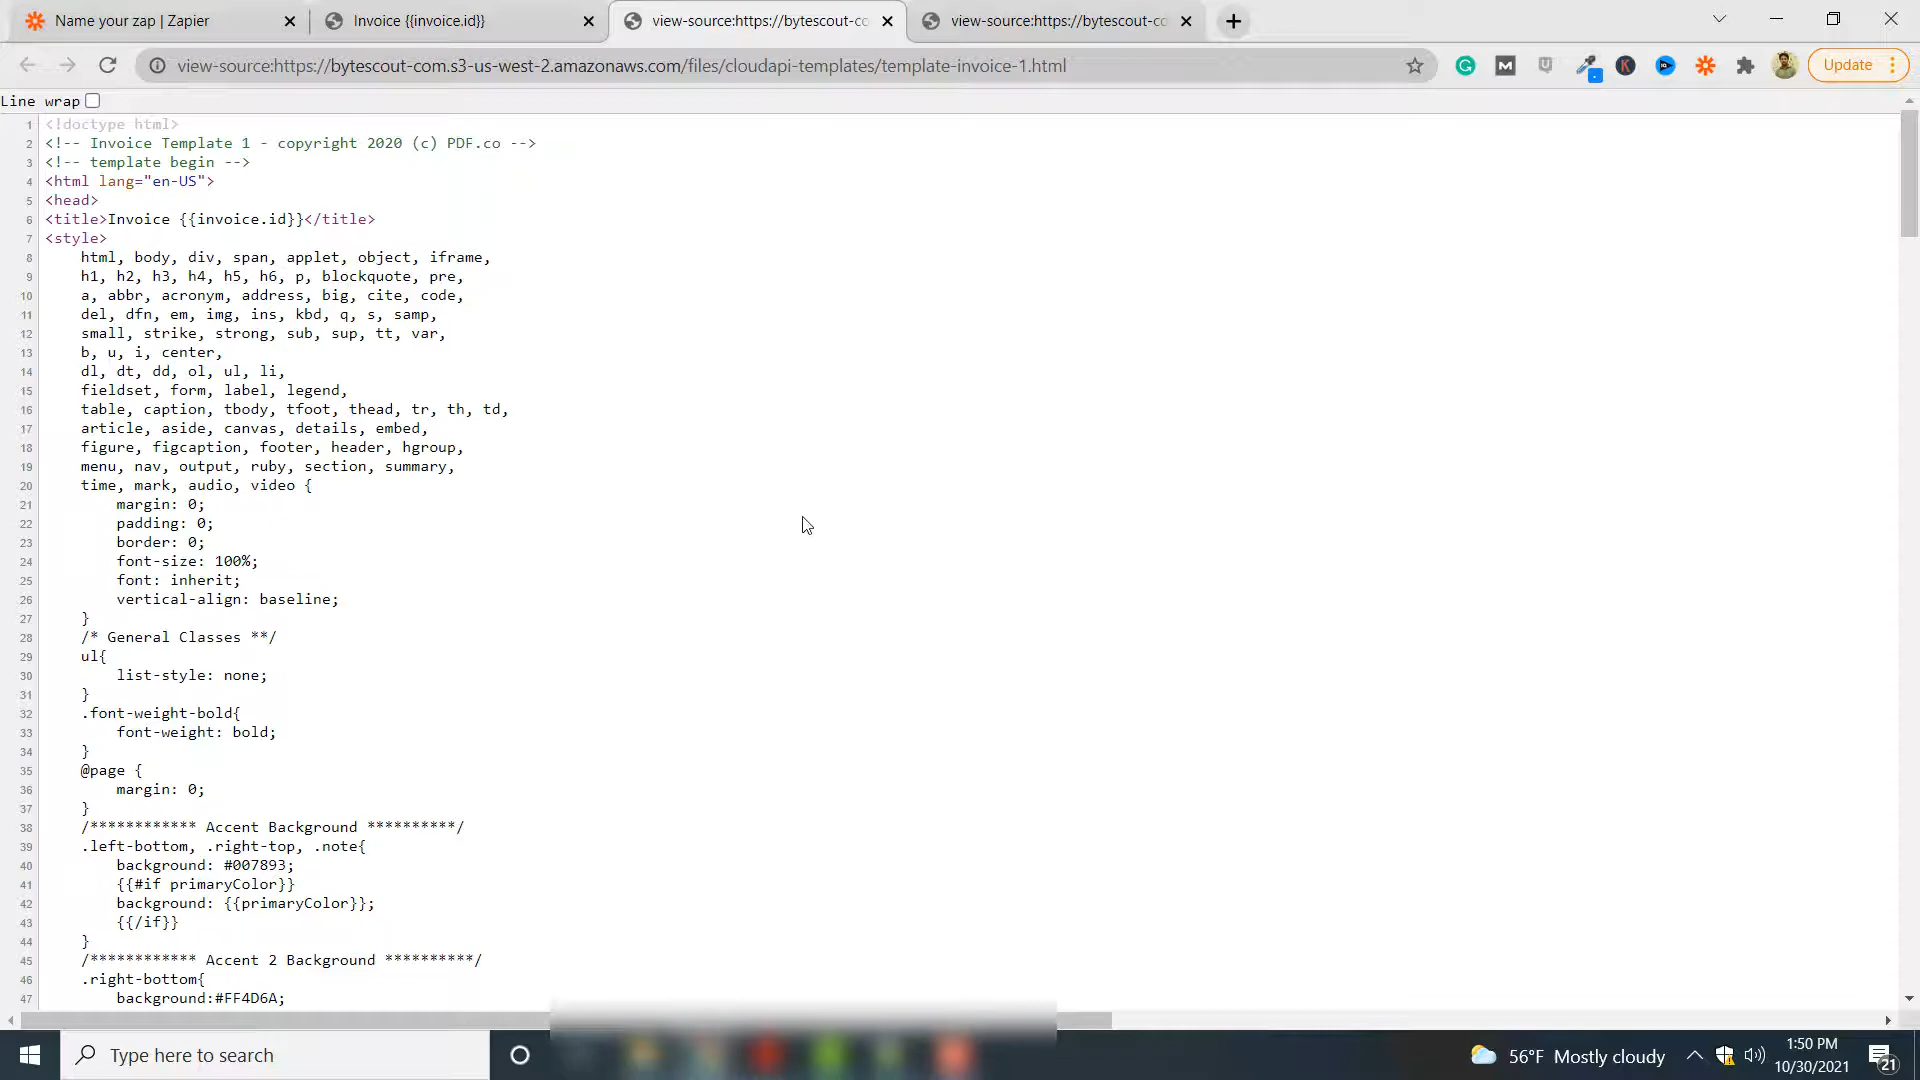 Name your zap | Zapier
Invoice {{invoice.id}}
view-source:https://bytescout-co
view-source:https://bytescout-co
view-source:https://bytescout-com.s3-us-west-2.amazonaws.com/files/cloudapi-templates/template-invoice-1.html
Update
Line wrap
1 <!doctype html>
2 <!-- Invoice Template 1 - copyright 2020 (c) PDF.co -->
3 <!-- template begin -->
4 <html lang="en-US">
5 <head>
6 <title>Invoice {{invoice.id}}</title>
7 <style>
8 html, body, div, span, applet, object, iframe,
9 h1, h2, h3, h4, h5, h6, p, blockquote, pre,
10 a, abbr, acronym, address, big, cite, code,
11 del, dfn, em, img, ins, kbd, q, s, samp,
12 small, strike, strong, sub, sup, tt, var,
13 b, u, i, center,
14 dl, dt, dd, ol, ul, li,
15 fieldset, form, label, legend,
16 table, caption, tbody, tfoot, thead, tr, th, td,
17 article, aside, canvas, details, embed,
18 figure, figcaption, footer, header, hgroup,
19 menu, nav, output, ruby, section, summary,
20 time, mark, audio, video {
21 margin: 0;
22 padding: 0;
23 border: 0;
24 font-size: 100%;
25 font: inherit;
26 vertical-align: baseline;
27 }
28 /* General Classes **/
29 ul{
30 list-style: none;
31 }
32 .font-weight-bold{
33 font-weight: bold;
34 }
35 @page {
36 margin: 0;
37 }
38 /************ Accent Background **********/
39 .left-bottom, .right-top, .note{
40 background: #007893;
41 {{#if primaryColor}}
42 background: {{primaryColor}};
43 {{/if}}
44 }
45 /************ Accent 2 Background **********/
46 .right-bottom{
47 background:#FF4D6A;
Type here to search
56°F Mostly cloudy
1:50 PM
10/30/2021
21